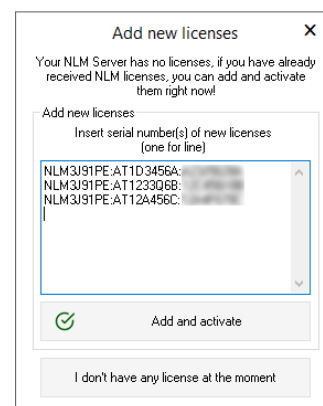 Add new licenses
Your NLM Server has no licenses, if you have already
received NLM licenses, you can add and activate
them right now!
Add new licenses
Insert serial number(s) of new licenses
(one for line)
NLM3J91PE:AT1D3456A:
NLM3J91PE:AT1233Q6B:
NLM3J91PE:AT12A456C:
Add and activate
I don't have any license at the moment